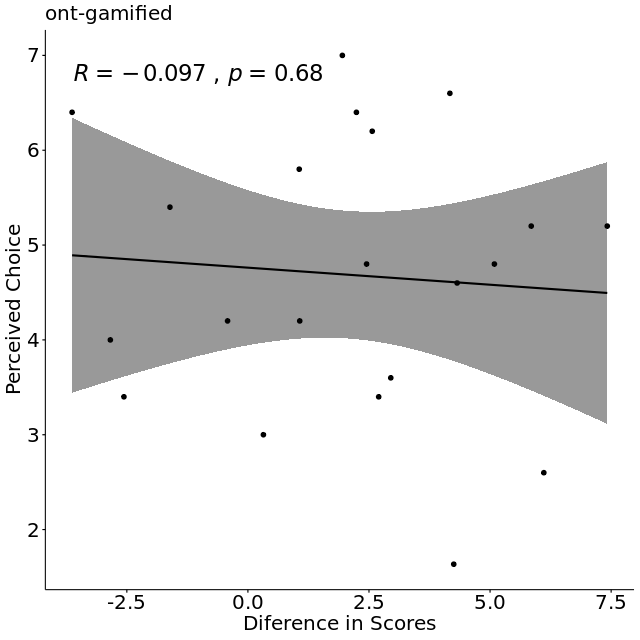 ont-gamified
R = −0.097 , p = 0.68
7
6
5
4
3
2
Perceived Choice
-2.5 0.0 2.5 5.0 7.5
Diference in Scores